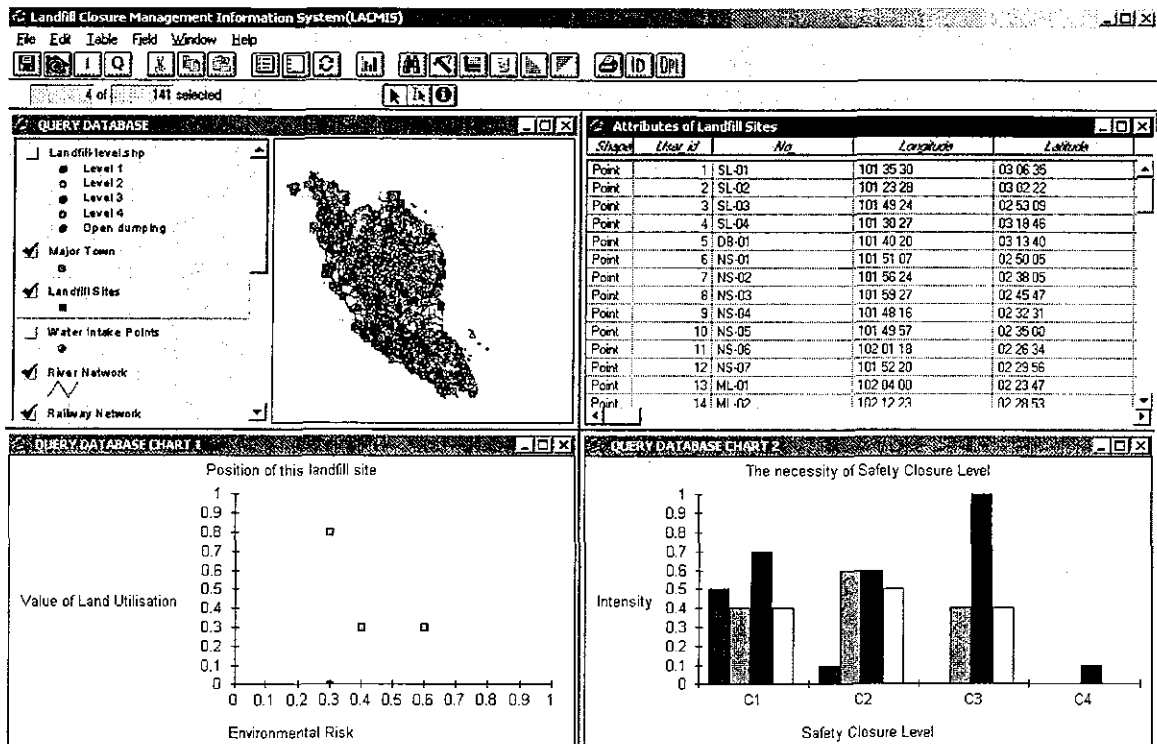 Landfill Closure Management Information System(LACMIS)
File Edit Table Field Window Help
I Q ID DPI
4 of 141 selected
QUERY DATABASE
Landfill-level.shp
Level 1
Level 2
Level 3
Level 4
Open dumping
Major Town
Landfill Sites
Water Intake Points
River Network
Railway Network
Attributes of Landfill Sites
Shape User_id No_ Longitude Latitude
Point 1 SL-01 101 35 30 03 06 35
Point 2 SL-02 101 23 28 03 02 22
Point 3 SL-03 101 49 24 02 53 09
Point 4 SL-04 101 30 27 03 18 46
Point 5 DB-01 101 40 20 03 13 40
Point 6 NS-01 101 51 07 02 50 05
Point 7 NS-02 101 56 24 02 38 05
Point 8 NS-03 101 59 27 02 45 47
Point 9 NS-04 101 48 16 02 32 31
Point 10 NS-05 101 49 57 02 35 00
Point 11 NS-06 102 01 18 02 26 34
Point 12 NS-07 101 52 20 02 29 56
Point 13 ML-01 102 04 00 02 23 47
Point 14 ML-02 102 12 23 02 28 53
QUERY DATABASE CHART 1
Position of this landfill site
1
0.9
0.8
0.7
0.6
0.5
0.4
0.3
0.2
0.1
0
Value of Land Utilisation
0 0.1 0.2 0.3 0.4 0.5 0.6 0.7 0.8 0.9 1
Environmental Risk
QUERY DATABASE CHART 2
The necessity of Safety Closure Level
1
0.9
0.8
0.7
0.6
0.5
0.4
0.3
0.2
0.1
0
Intensity
C1 C2 C3 C4
Safety Closure Level